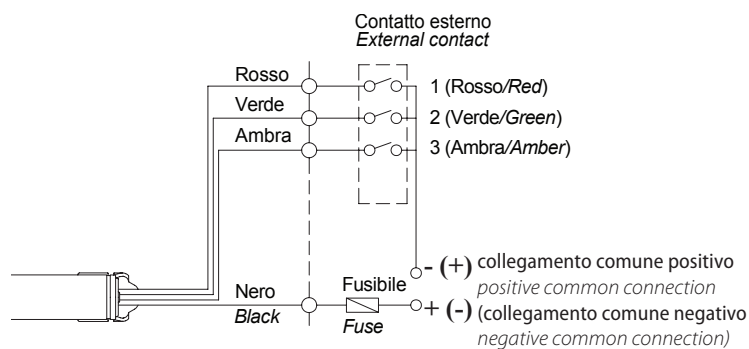 Contatto esterno
External contact
Rosso
1 (Rosso/Red)
Verde
2 (Verde/Green)
Ambra
3 (Ambra/Amber)
- (+) collegamento comune positivo
positive common connection
Nero
Black
Fusibile
Fuse
+ (-) (collegamento comune negativo
negative common connection)